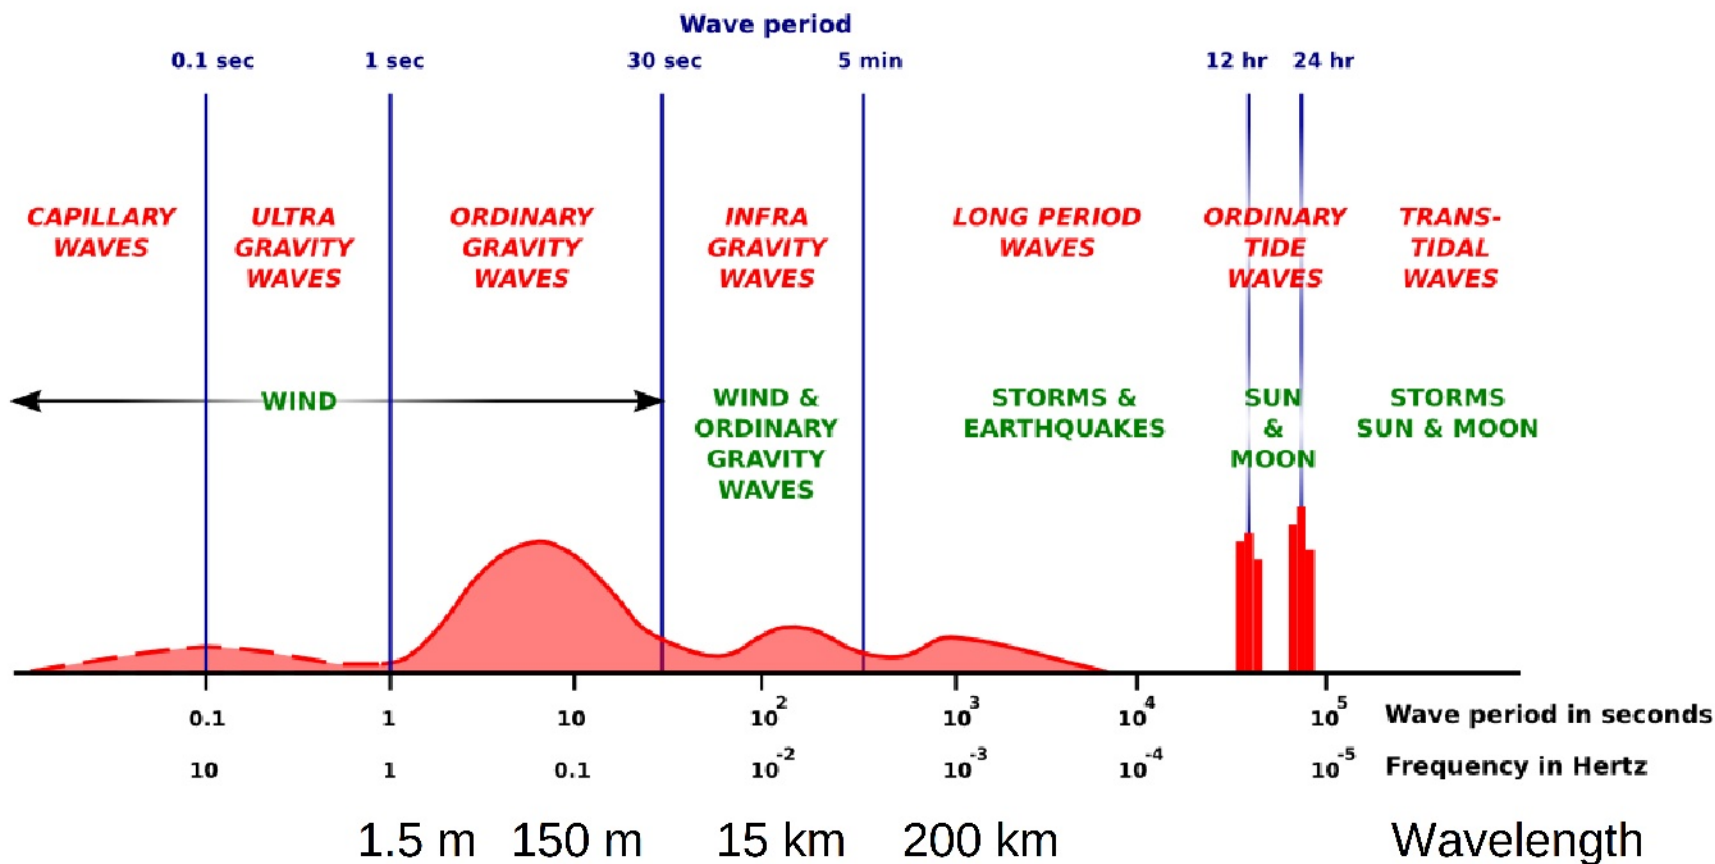 Wave period
0.1 sec 1 sec 30 sec 5 min 12 hr 24 hr
CAPILLARY WAVES
ULTRA GRAVITY WAVES
ORDINARY GRAVITY WAVES
INFRA GRAVITY WAVES
LONG PERIOD WAVES
ORDINARY TIDE WAVES
TRANS-TIDAL WAVES
WIND
WIND & ORDINARY GRAVITY WAVES
STORMS & EARTHQUAKES
SUN & MOON
STORMS SUN & MOON
0.1 1 10 10² 10³ 10⁴ 10⁵ Wave period in seconds
10 1 0.1 10⁻² 10⁻³ 10⁻⁴ 10⁻⁵ Frequency in Hertz
1.5 m 150 m 15 km 200 km Wavelength